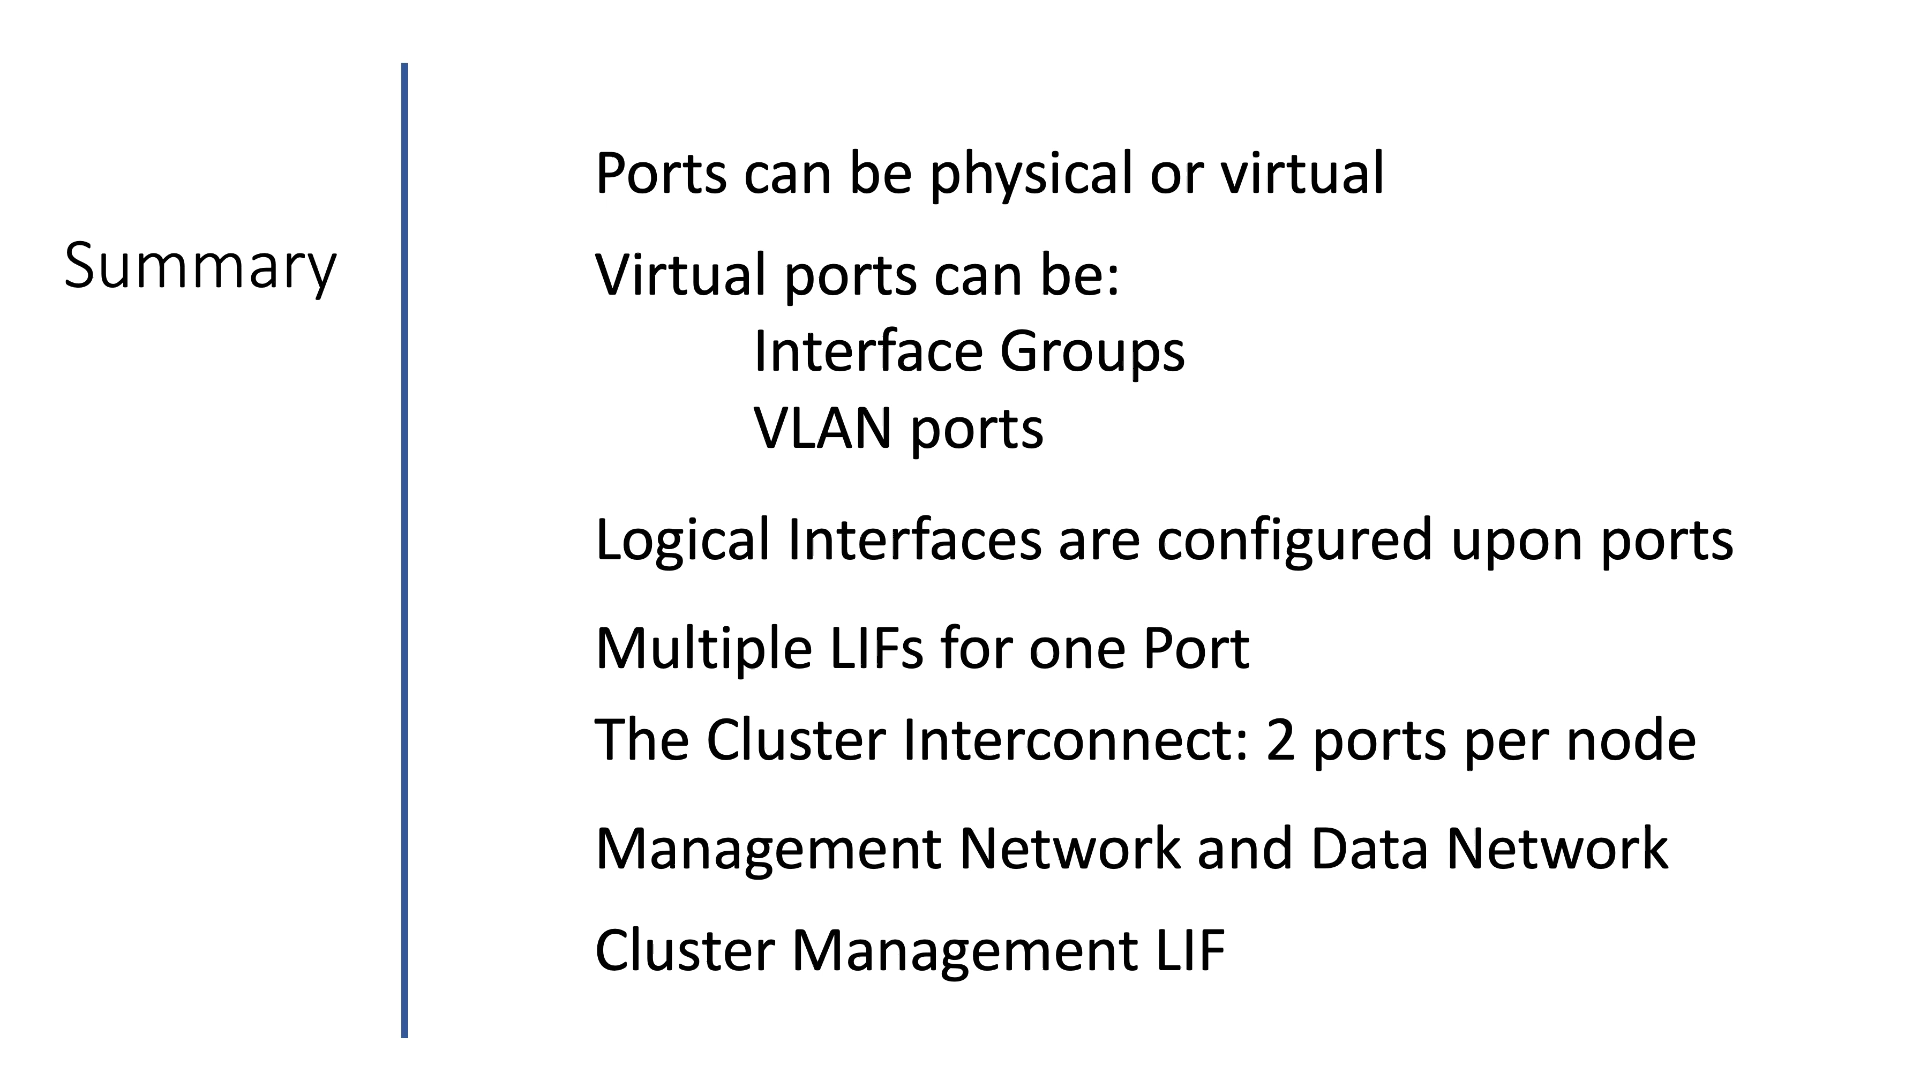 Summary
Ports can be physical or virtual
Virtual ports can be:
Interface Groups
VLAN ports
Logical Interfaces are configured upon ports
Multiple LIFs for one Port
The Cluster Interconnect: 2 ports per node
Management Network and Data Network
Cluster Management LIF